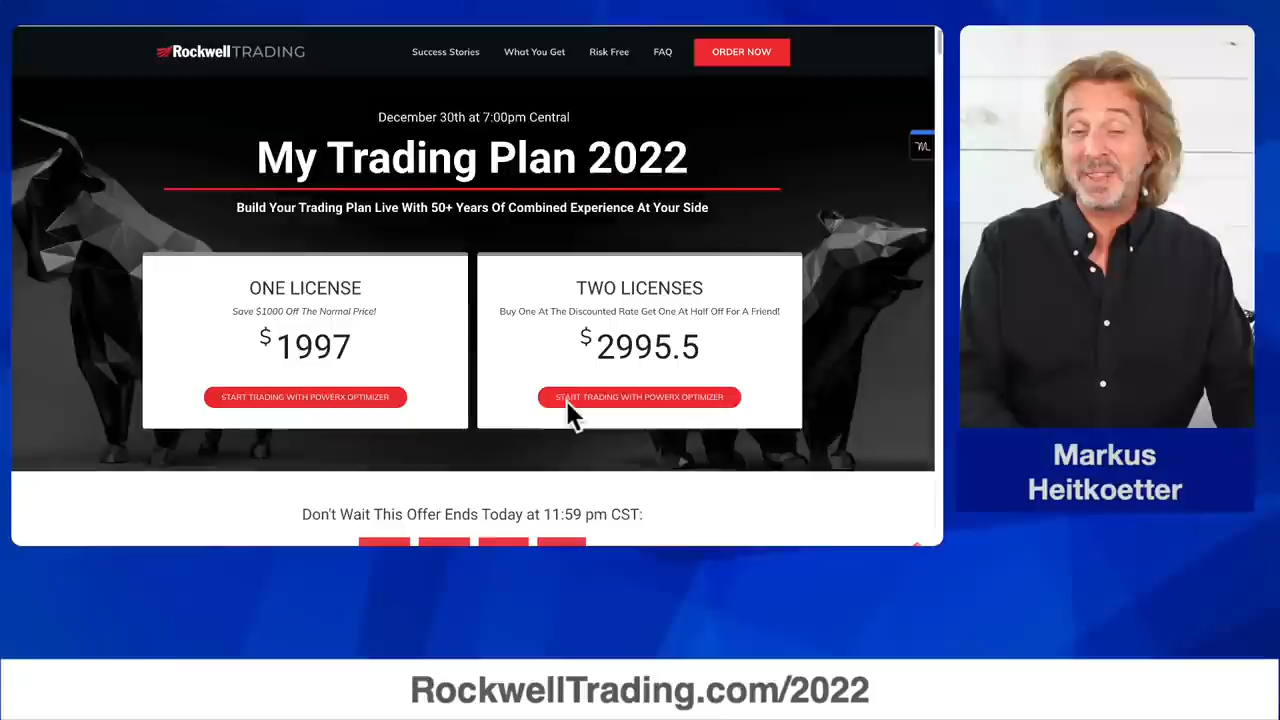 RockwellTRADING
Success Stories
What You Get
Risk Free
FAQ
ORDER NOW
December 30th at 7:00pm Central
My Trading Plan 2022
Build Your Trading Plan Live With 50+ Years Of Combined Experience At Your Side
ONE LICENSE
Save $1000 Off The Normal Price!
$1997
START TRADING WITH POWERX OPTIMIZER
TWO LICENSES
Buy One At The Discounted Rate Get One At Half Off For A Friend!
$2995.5
START TRADING WITH POWERX OPTIMIZER
Don't Wait This Offer Ends Today at 11:59 pm CST:
Markus
Heitkoetter
RockwellTrading.com/2022